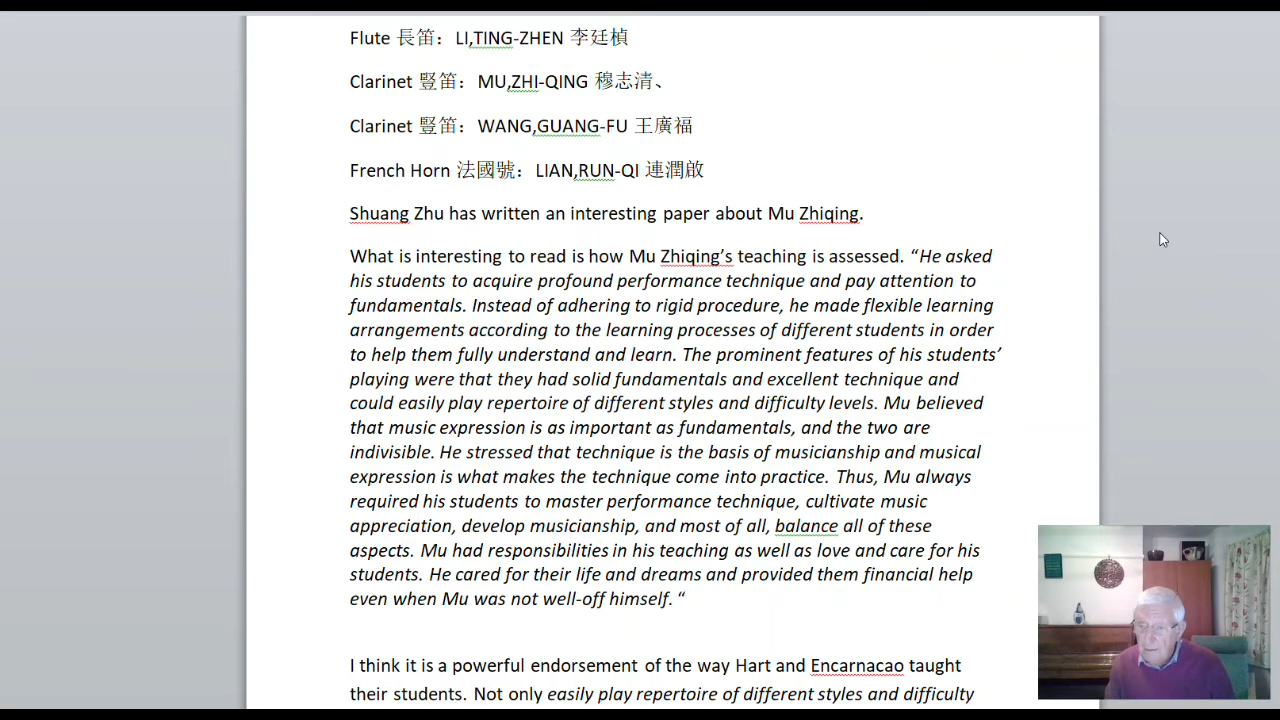 Flute 長笛：LI,TING-ZHEN 李廷楨
Clarinet 豎笛：MU,ZHI-QING 穆志清、
Clarinet 豎笛：WANG,GUANG-FU 王廣福
French Horn 法國號：LIAN,RUN-QI 連潤啟
Shuang Zhu has written an interesting paper about Mu Zhiqing.
What is interesting to read is how Mu Zhiqing’s teaching is assessed. “He asked
his students to acquire profound performance technique and pay attention to
fundamentals. Instead of adhering to rigid procedure, he made flexible learning
arrangements according to the learning processes of different students in order
to help them fully understand and learn. The prominent features of his students’
playing were that they had solid fundamentals and excellent technique and
could easily play repertoire of different styles and difficulty levels. Mu believed
that music expression is as important as fundamentals, and the two are
indivisible. He stressed that technique is the basis of musicianship and musical
expression is what makes the technique come into practice. Thus, Mu always
required his students to master performance technique, cultivate music
appreciation, develop musicianship, and most of all, balance all of these
aspects. Mu had responsibilities in his teaching as well as love and care for his
students. He cared for their life and dreams and provided them financial help
even when Mu was not well-off himself. “
I think it is a powerful endorsement of the way Hart and Encarnacao taught
their students. Not only easily play repertoire of different styles and difficulty